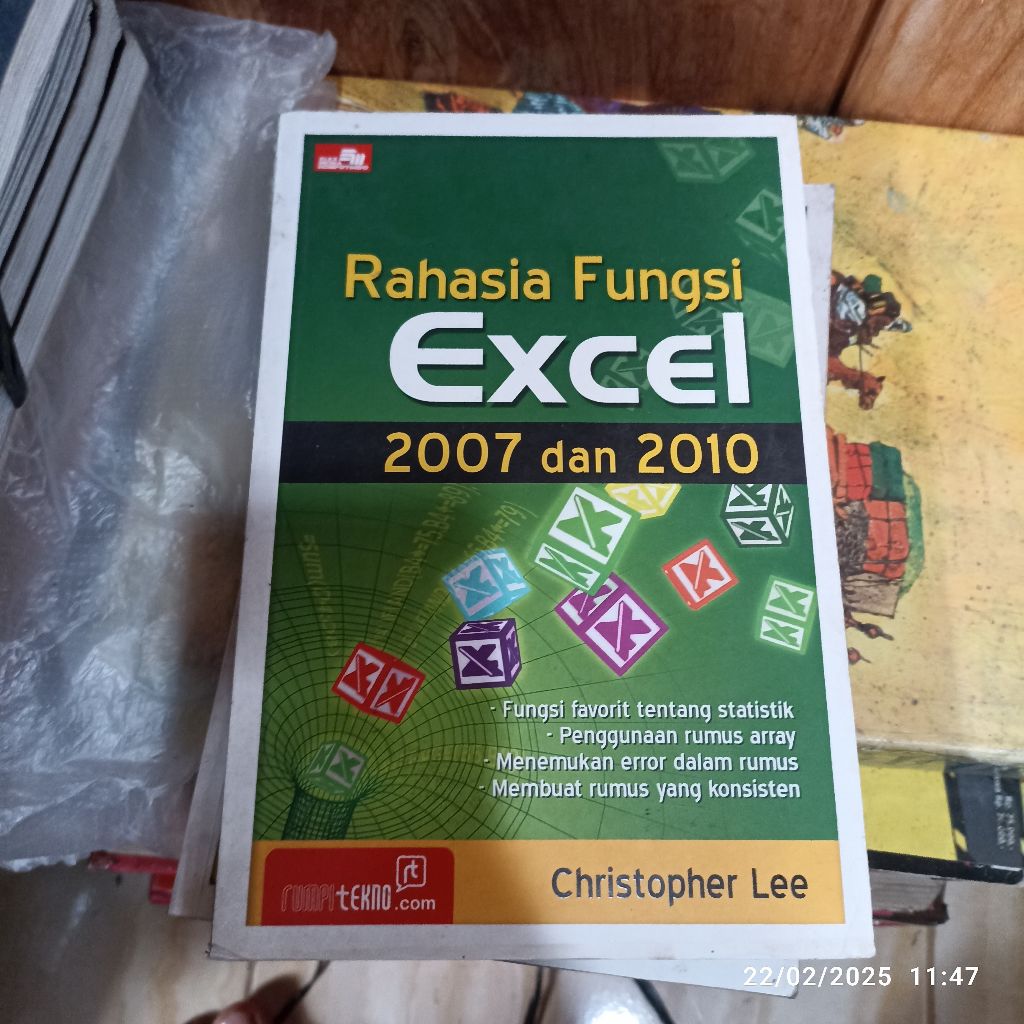 Rahasia Fungsi
Excel
2007 dan 2010
- Fungsi favorit tentang statistik
- Penggunaan rumus array
- Menemukan error dalam rumus
- Membuat rumus yang konsisten
rt
rumpitekno.com
Christopher Lee
22/02/2025 11:47